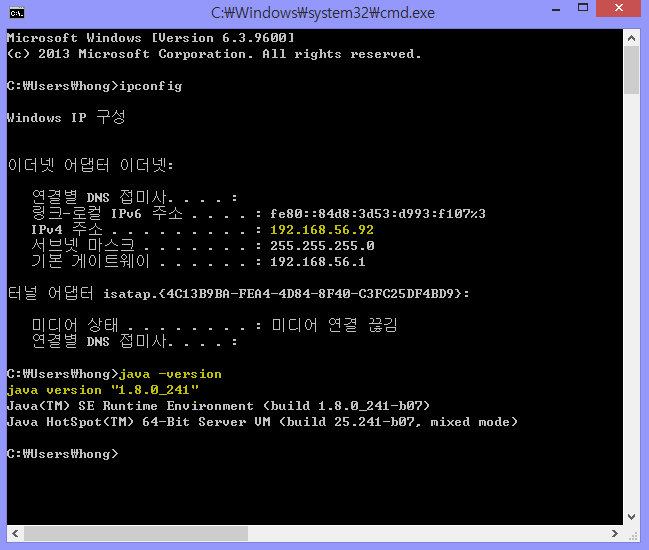 C:₩Windows₩system32₩cmd.exe
Microsoft Windows [Version 6.3.9600]
(c) 2013 Microsoft Corporation. All rights reserved.
C:₩Users₩hong>ipconfig
Windows IP 구성
이더넷 어댑터 이더넷:
연결별 DNS 접미사. . . . :
링크-로컬 IPv6 주소 . . . . : fe80::84d8:3d53:d993:f107%3
IPv4 주소 . . . . . . . . . : 192.168.56.92
서브넷 마스크 . . . . . . . : 255.255.255.0
기본 게이트웨이 . . . . . . : 192.168.56.1
터널 어댑터 isatap.{4C13B9BA-FEA4-4D84-8F40-C3FC25DF4BD9}:
미디어 상태 . . . . . . . . : 미디어 연결 끊김
연결별 DNS 접미사. . . . :
C:₩Users₩hong>java -version
java version "1.8.0_241"
Java(TM) SE Runtime Environment (build 1.8.0_241-b07)
Java HotSpot(TM) 64-Bit Server VM (build 25.241-b07, mixed mode)
C:₩Users₩hong>